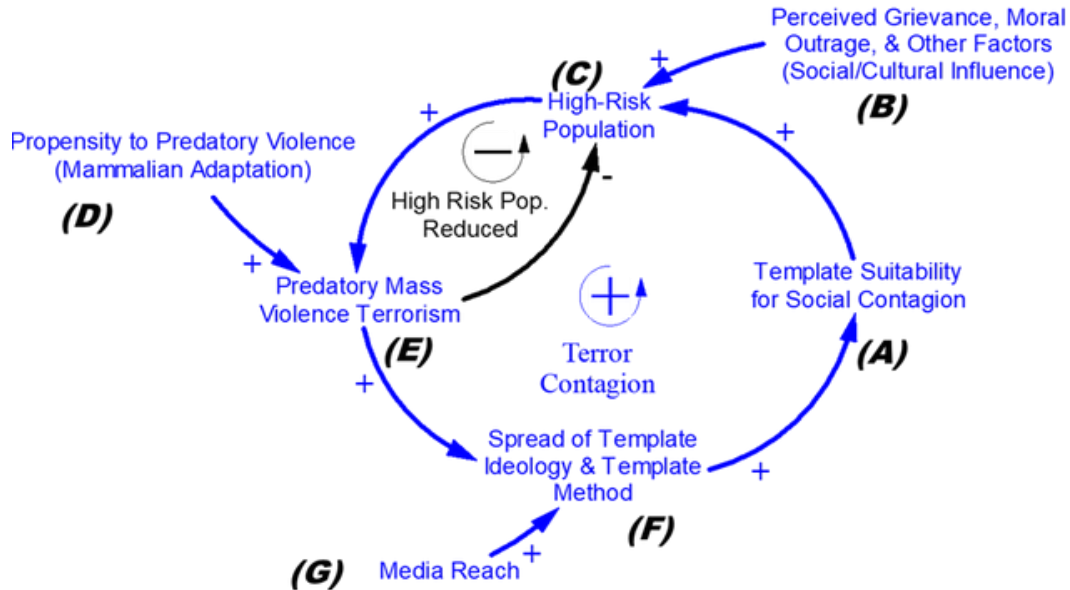 Perceived Grievance, Moral
Outrage, & Other Factors
(Social/Cultural Influence)
(B)
+
(C)
High-Risk
Population
+
+
Propensity to Predatory Violence
(Mammalian Adaptation)
(D)
−
-
High Risk Pop.
Reduced
+
Predatory Mass
Violence Terrorism
(E)
+
Terror
Contagion
Template Suitability
for Social Contagion
(A)
+
Spread of Template
Ideology & Template
Method
(F)
+
(G)
Media Reach
+